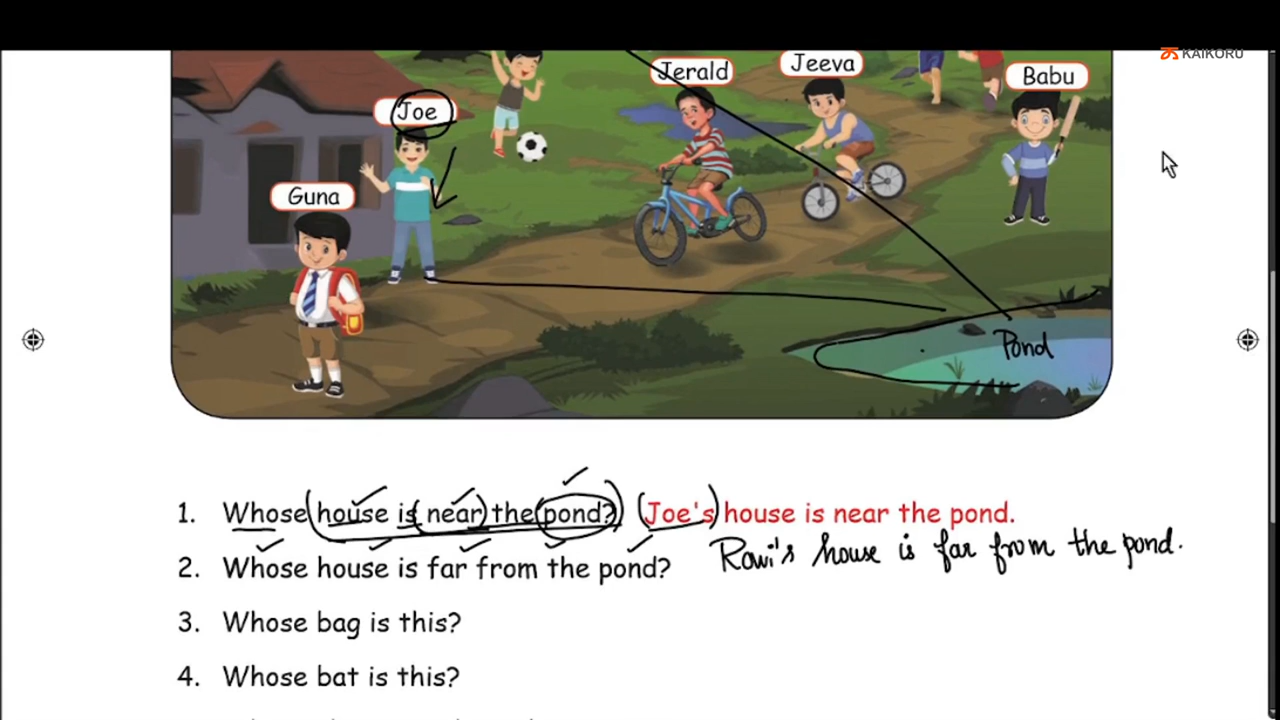 KAIKORU
Jerald
Jeeva
Babu
Joe
Guna
Pond
1. Whose house is near the pond? Joe's house is near the pond.
2. Whose house is far from the pond? Ravi's house is far from the pond.
3. Whose bag is this?
4. Whose bat is this?